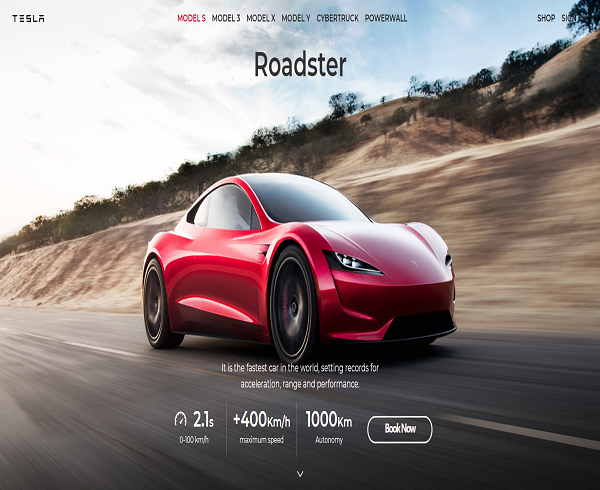 TESLA MODEL S MODEL 3 MODEL X MODEL Y CYBERTRUCK POWERWALL SHOP
Roadster
It is the fastest car in the world, setting records for
acceleration, range and performance.
2.1s +400Km/h 1000Km Book Now
0-100 km/h maximum speed Autonomy